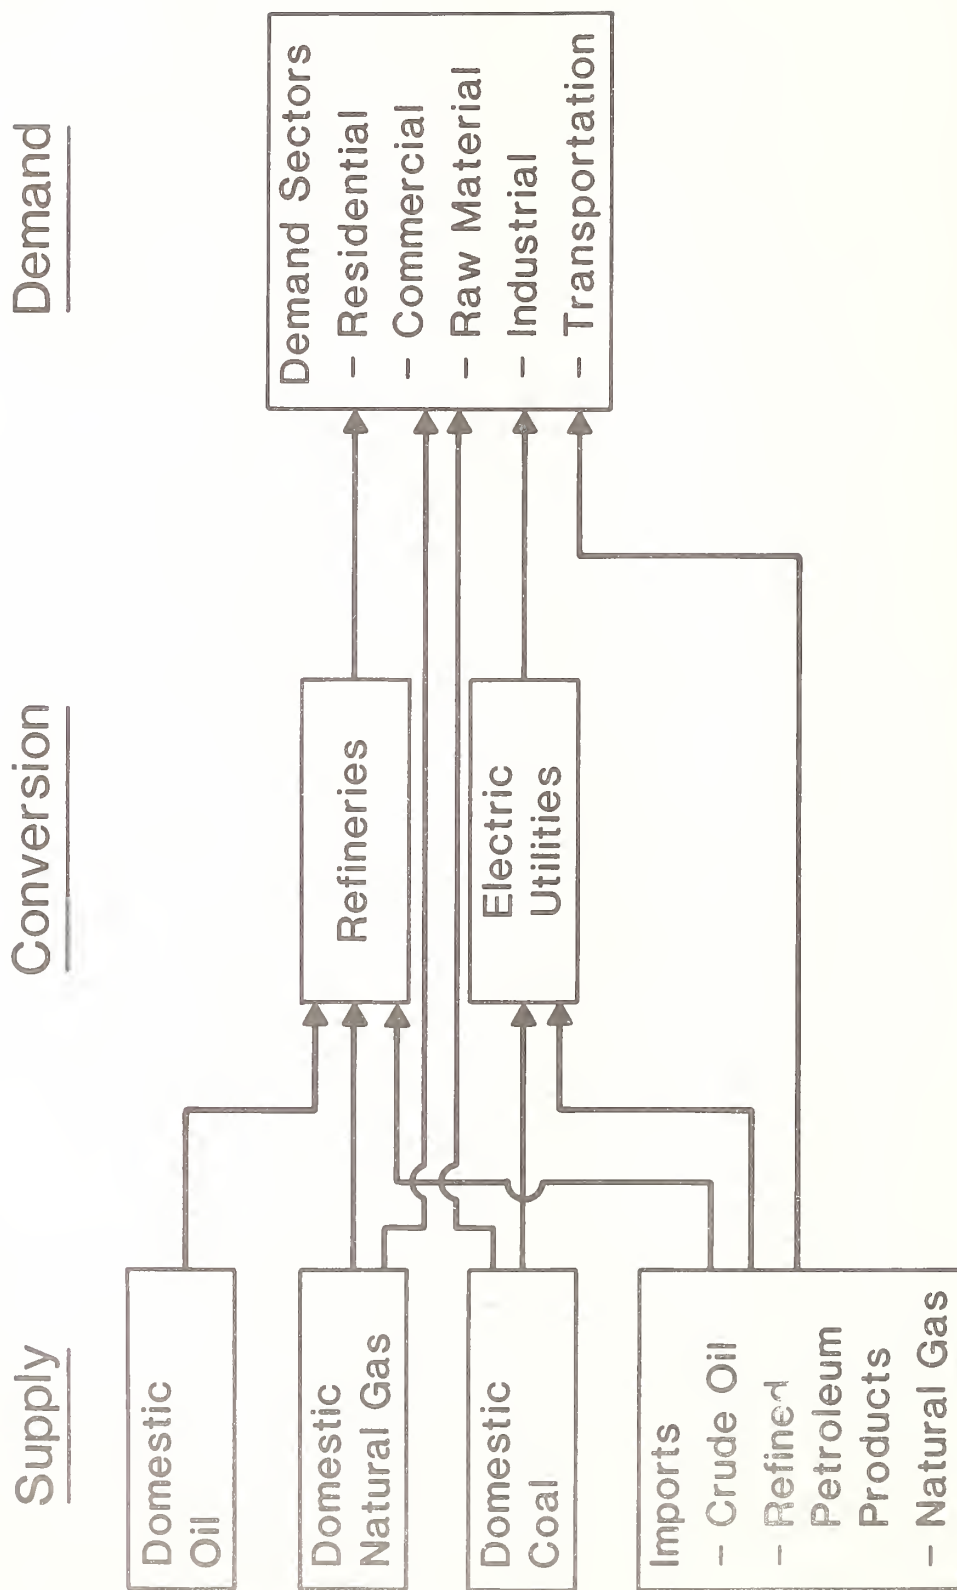 Supply
Conversion
Demand
Domestic
Oil
Domestic
Natural Gas
Domestic
Coal
Imports
- Crude Oil
- Refined
Petroleum
Products
- Natural Gas
Refineries
Electric
Utilities
Demand Sectors
- Residential
- Commercial
- Raw Material
- Industrial
- Transportation